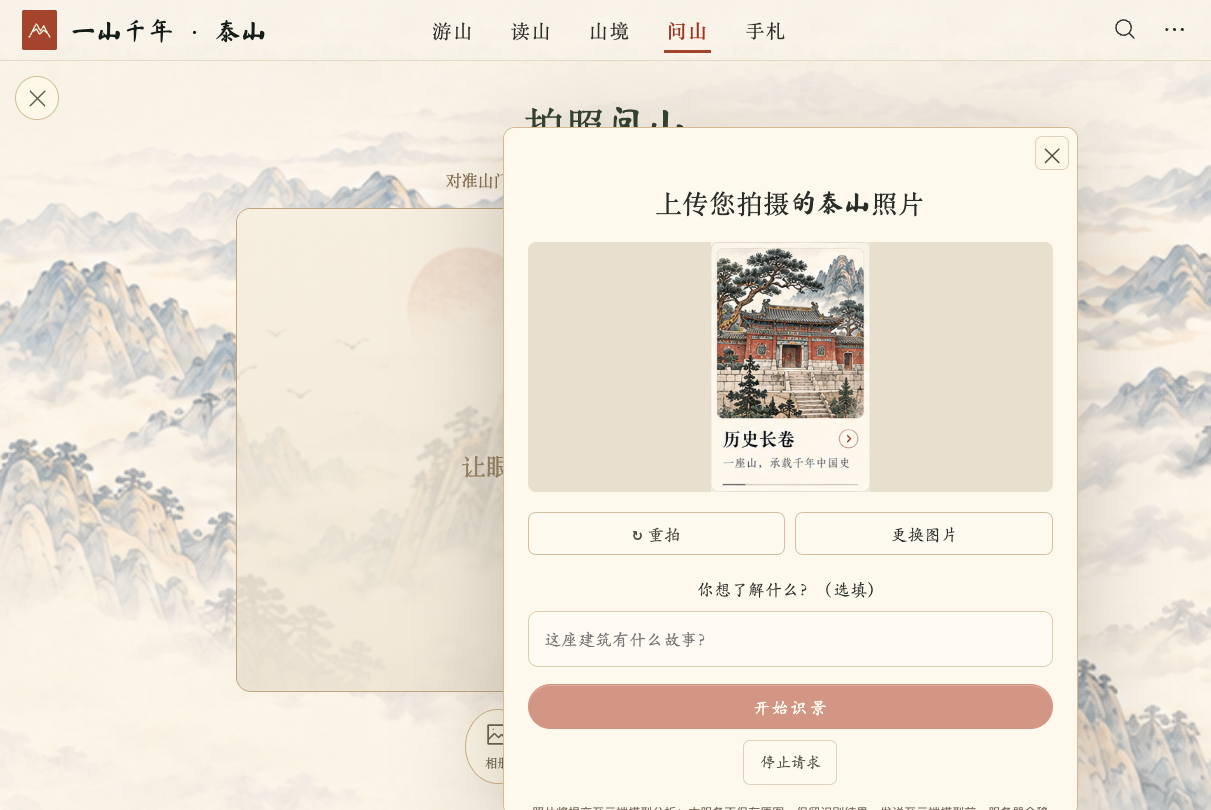 一山千年 · 泰山
游山 读山 山境 问山 手札
拍照问山
对准山门
让眼
相册
上传您拍摄的泰山照片
历史长卷
一座山，承载千年中国史
↻ 重拍
更换图片
你想了解什么？（选填）
这座建筑有什么故事?
开始识景
停止请求